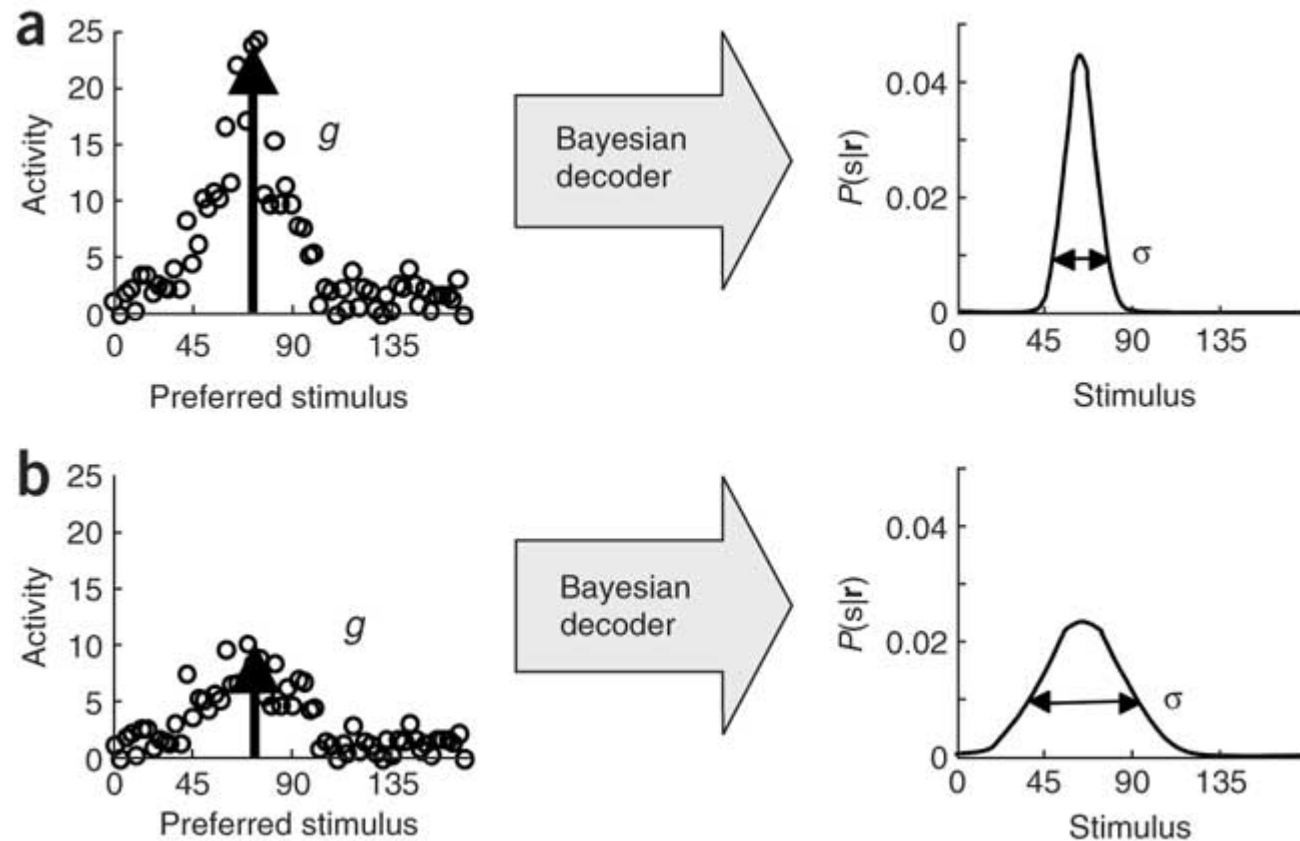 a
25
20
15
10
5
0
Activity
g
0 45 90 135
Preferred stimulus
Bayesian
decoder
0.04
0.02
0
P(s|r)
σ
0 45 90 135
Stimulus
b
25
20
15
10
5
0
Activity
g
0 45 90 135
Preferred stimulus
Bayesian
decoder
0.04
0.02
0
P(s|r)
σ
0 45 90 135
Stimulus